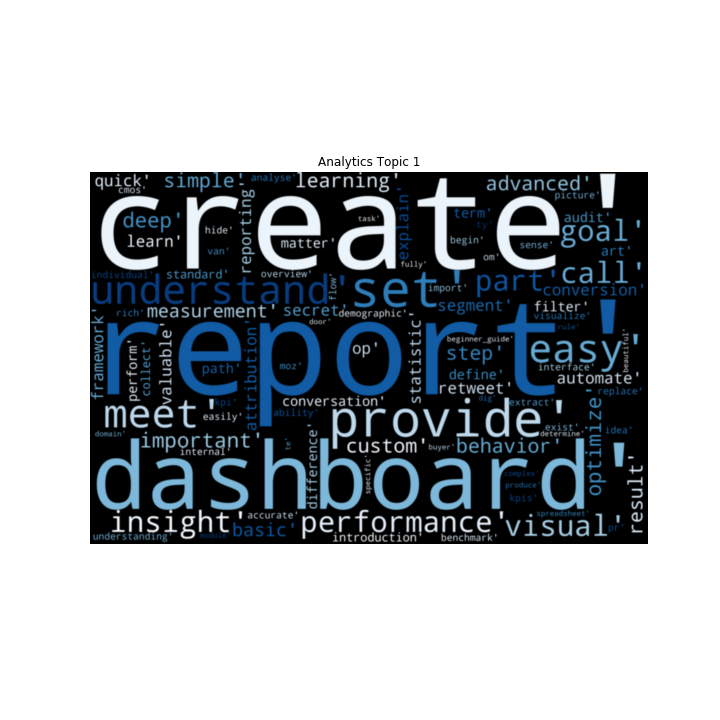 Analytics Topic 1
quick'
simple'
analyse'
learning'
advanced'
picture'
cmos'
create'
deep'
reporting'
task'
explain'
term'
ty'
audit'
goal'
learn'
hide'
matter'
begin'
sense'
art'
van'
om'
fully'
individual'
standard'
overview'
flow'
call'
understand'
set'
import'
part'
conversion'
rich'
measurement'
secret'
demographic'
segment'
filter'
visualize'
door'
rule'
report'
framework'
perform'
collect'
valuable'
attribution'
path'
moz'
op'
statistic'
beginner_guide'
step'
easy'
interface'
beautiful'
define'
automate'
retweet'
replace'
kpi'
conversation'
dig'
extract'
meet'
easily'
ability'
provide'
exist'
idea'
optimize'
domain'
important'
te'
difference'
custom'
buyer'
behavior'
determine'
internal'
specific'
dashboard'
complex'
produce'
kpis'
result'
insight'
accurate'
basic'
performance'
visual'
spreadsheet'
pr'
understanding'
module'
introduction'
benchmark'